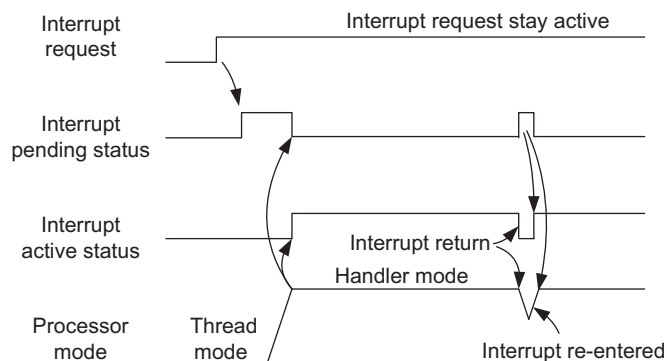 Interrupt
request
Interrupt request stay active
Interrupt
pending status
Interrupt
active status
Interrupt return
Handler mode
Processor
mode
Thread
mode
Interrupt re-entered